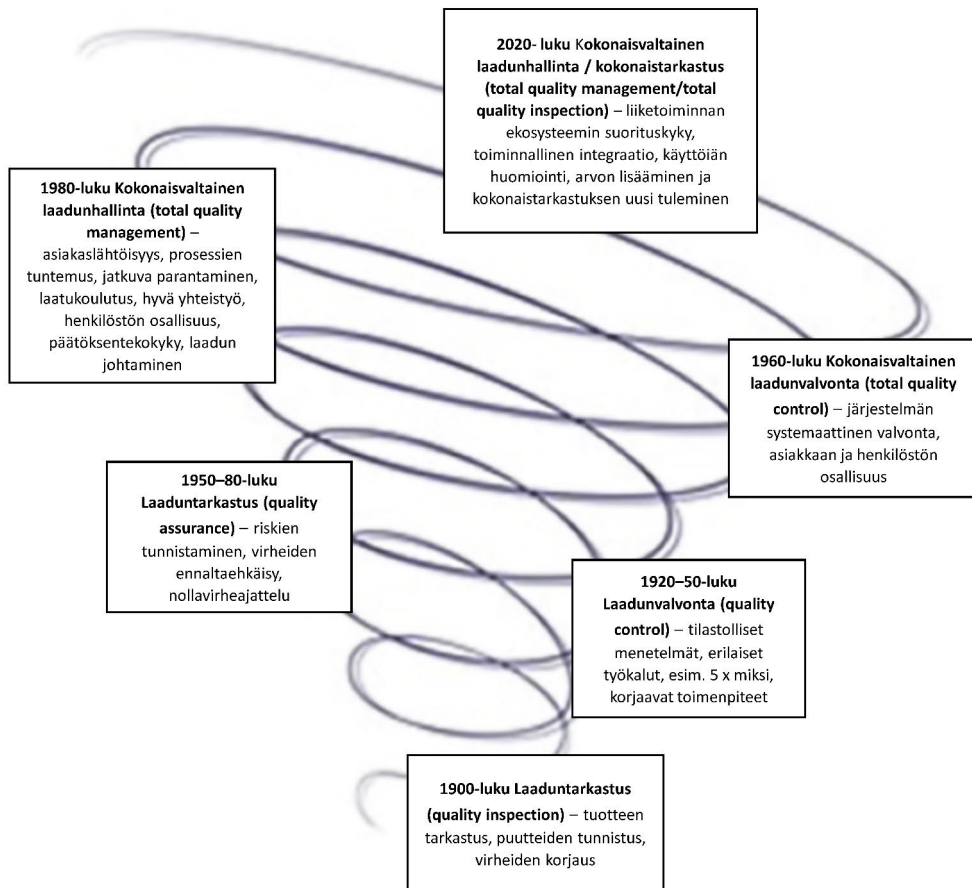 2020- luku Kokonaisvaltainen
laadunhallinta / kokonaistarkastus
(total quality management/total
quality inspection) – liiketoiminnan
ekosysteemin suorituskyky,
toiminnallinen integraatio, käyttöiän
huomiointi, arvon lisääminen ja
kokonaistarkastuksen uusi tuleminen
1980-luku Kokonaisvaltainen
laadunhallinta (total quality
management) –
asiakaslähtöisyys, prosessien
tuntemus, jatkuva parantaminen,
laatukoulutus, hyvä yhteistyö,
henkilöstön osallisuus,
päätöksentekokyky, laadun
johtaminen
1960-luku Kokonaisvaltainen
laadunvalvonta (total quality
control) – järjestelmän
systemaattinen valvonta,
asiakkaan ja henkilöstön
osallisuus
1950–80-luku
Laaduntarkastus (quality
assurance) – riskien
tunnistaminen, virheiden
ennaltaehkäisy,
nollavirheajattelu
1920–50-luku
Laadunvalvonta (quality
control) – tilastolliset
menetelmät, erilaiset
työkalut, esim. 5 x miksi,
korjaavat toimenpiteet
1900-luku Laaduntarkastus
(quality inspection) – tuotteen
tarkastus, puutteiden tunnistus,
virheiden korjaus